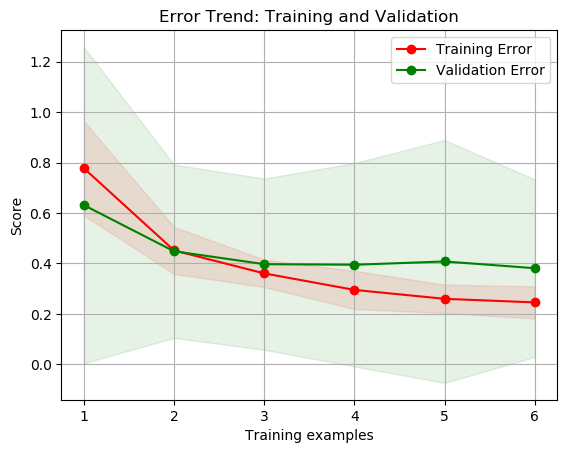 Error Trend: Training and Validation
Training Error
Validation Error
Score
1.2
1.0
0.8
0.6
0.4
0.2
0.0
1 2 3 4 5 6
Training examples